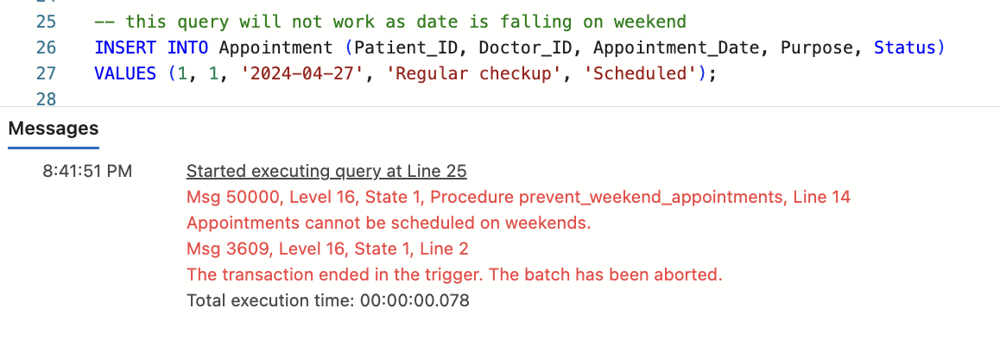 25 -- this query will not work as date is falling on weekend
26 INSERT INTO Appointment (Patient_ID, Doctor_ID, Appointment_Date, Purpose, Status)
27 VALUES (1, 1, '2024-04-27', 'Regular checkup', 'Scheduled');
28
Messages
8:41:51 PM Started executing query at Line 25
Msg 50000, Level 16, State 1, Procedure prevent_weekend_appointments, Line 14
Appointments cannot be scheduled on weekends.
Msg 3609, Level 16, State 1, Line 2
The transaction ended in the trigger. The batch has been aborted.
Total execution time: 00:00:00.078